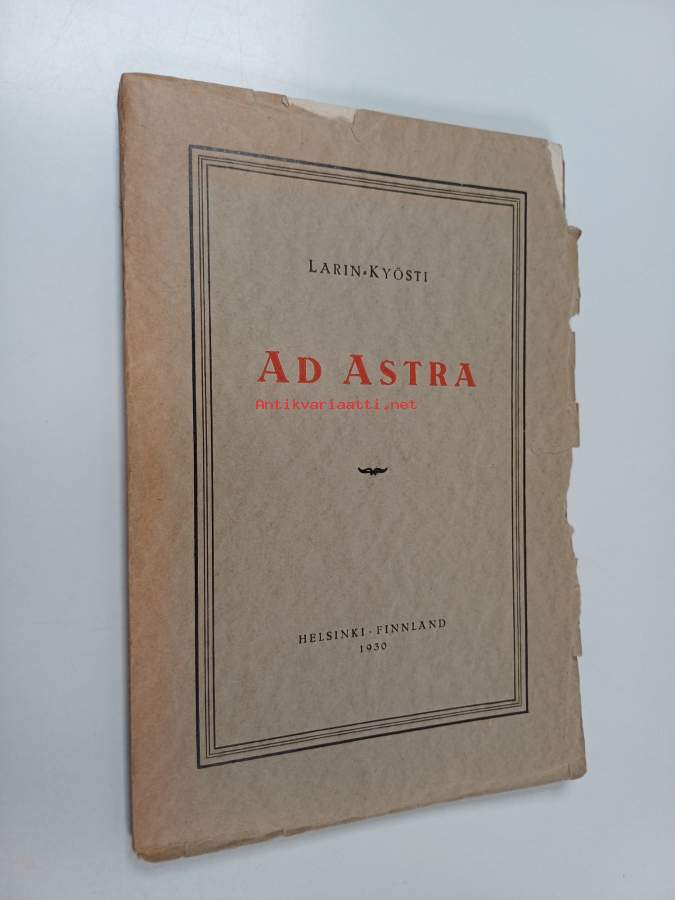 LARIN-KYÖSTI
AD ASTRA
Antikvariaatti.net
HELSINKI · FINNLAND
1930